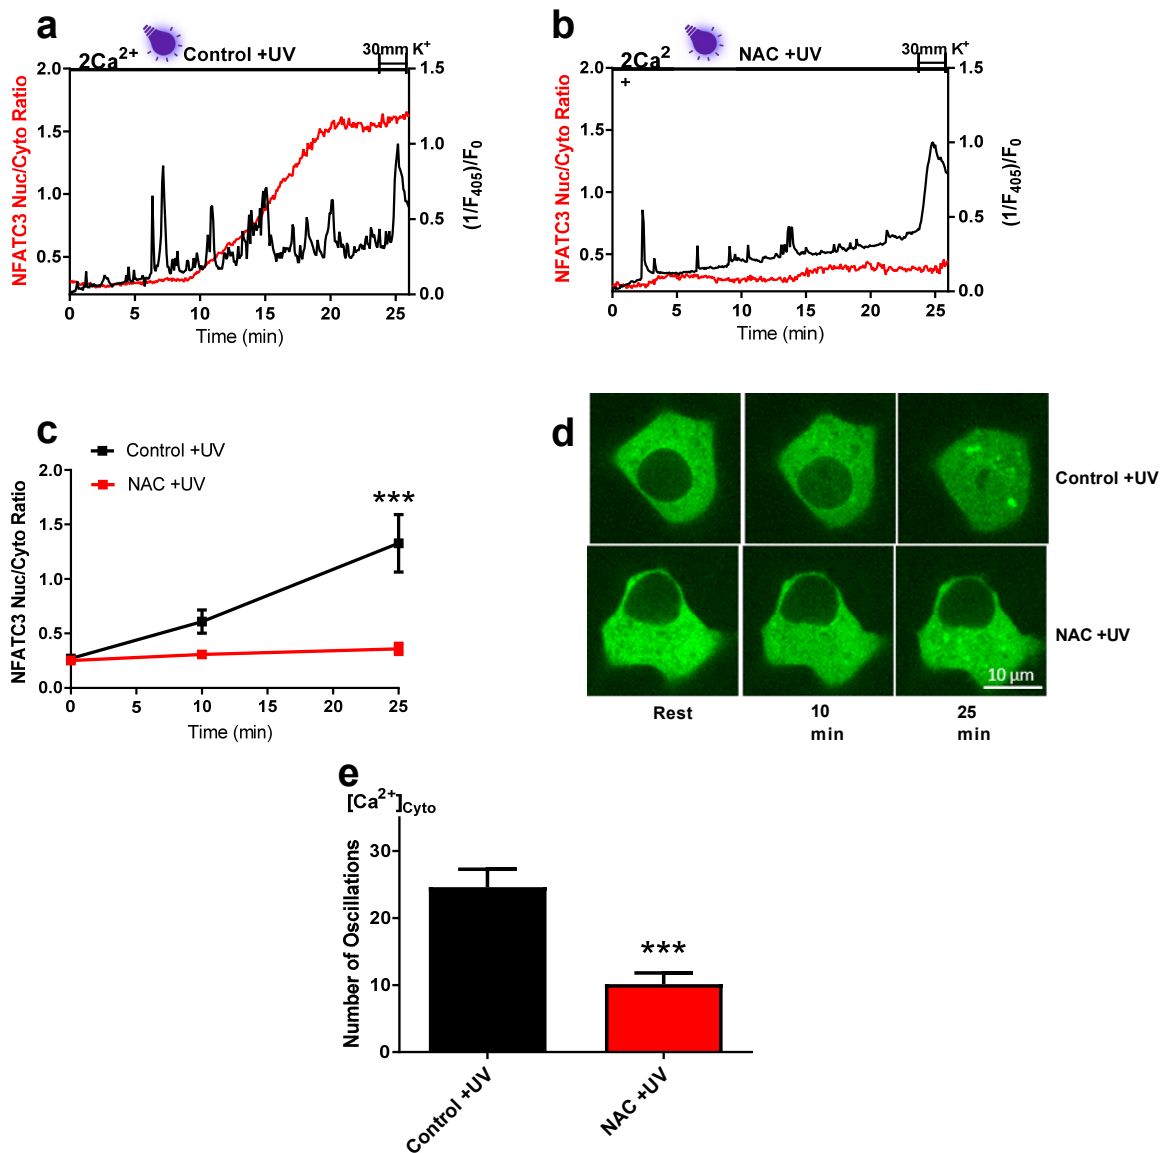 a
2Ca²⁺
Control +UV
30mm K⁺
NFATC3 Nuc/Cyto Ratio
2.0
1.5
1.0
0.5
1.5
1.0
0.5
0.0
(1/F₄₀₅)/F₀
0 5 10 15 20 25
Time (min)
b
2Ca²
+
NAC +UV
30mm K⁺
NFATC3 Nuc/Cyto Ratio
2.0
1.5
1.0
0.5
1.5
1.0
0.5
0.0
(1/F₄₀₅)/F₀
0 5 10 15 20 25
Time (min)
c
Control +UV
NAC +UV
NFATC3 Nuc/Cyto Ratio
2.0
1.5
1.0
0.5
0.0
***
0 5 10 15 20 25
Time (min)
d
Control +UV
NAC +UV
10 µm
Rest
10
min
25
min
e
[Ca²⁺]Cyto
Number of Oscillations
30
20
10
0
***
Control +UV
NAC +UV